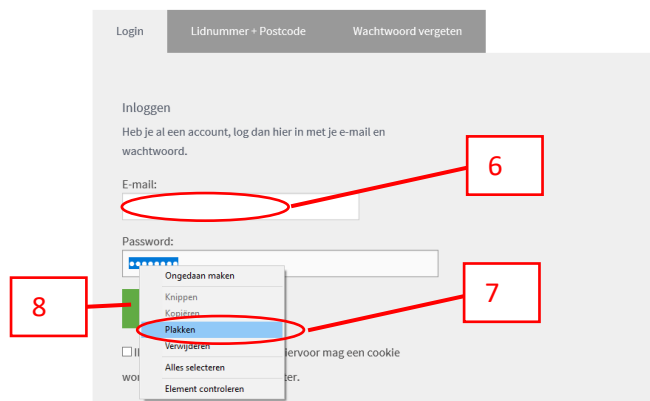 Login Lidnummer + Postcode Wachtwoord vergeten
Inloggen
Heb je al een account, log dan hier in met je e-mail en
wachtwoord.
6
E-mail:
Password:
Ongedaan maken
Knippen
7
8
Kopiëren
Plakken
Verwijderen
iervoor mag een cookie
Alles selecteren
wor ter.
Element controleren